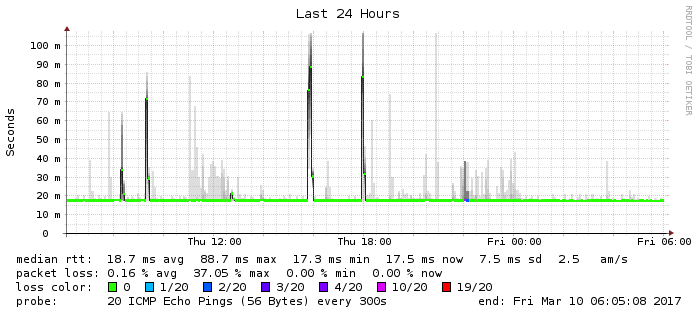 Last 24 Hours
RRDTOOL / TOBI OETIKER
Seconds
100 m
90 m
80 m
70 m
60 m
50 m
40 m
30 m
20 m
10 m
0
Thu 12:00 Thu 18:00 Fri 00:00 Fri 06:00
median rtt: 18.7 ms avg 88.7 ms max 17.3 ms min 17.5 ms now 7.5 ms sd 2.5 am/s
packet loss: 0.16 % avg 37.05 % max 0.00 % min 0.00 % now
loss color: 0 1/20 2/20 3/20 4/20 10/20 19/20
probe: 20 ICMP Echo Pings (56 Bytes) every 300s end: Fri Mar 10 06:05:08 2017